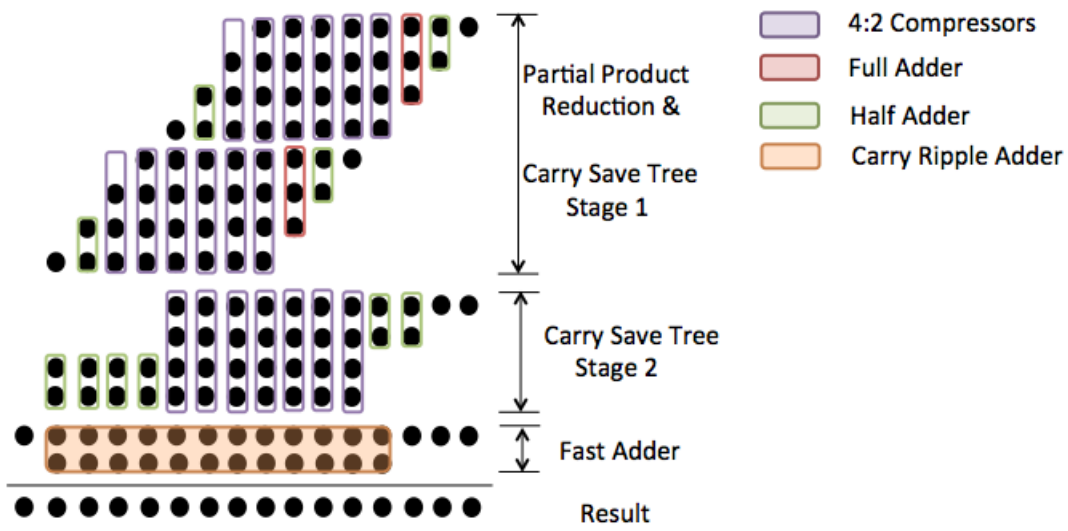 4:2 Compressors
Full Adder
Half Adder
Carry Ripple Adder
Partial Product
Reduction &
Carry Save Tree
Stage 1
Carry Save Tree
Stage 2
Fast Adder
Result